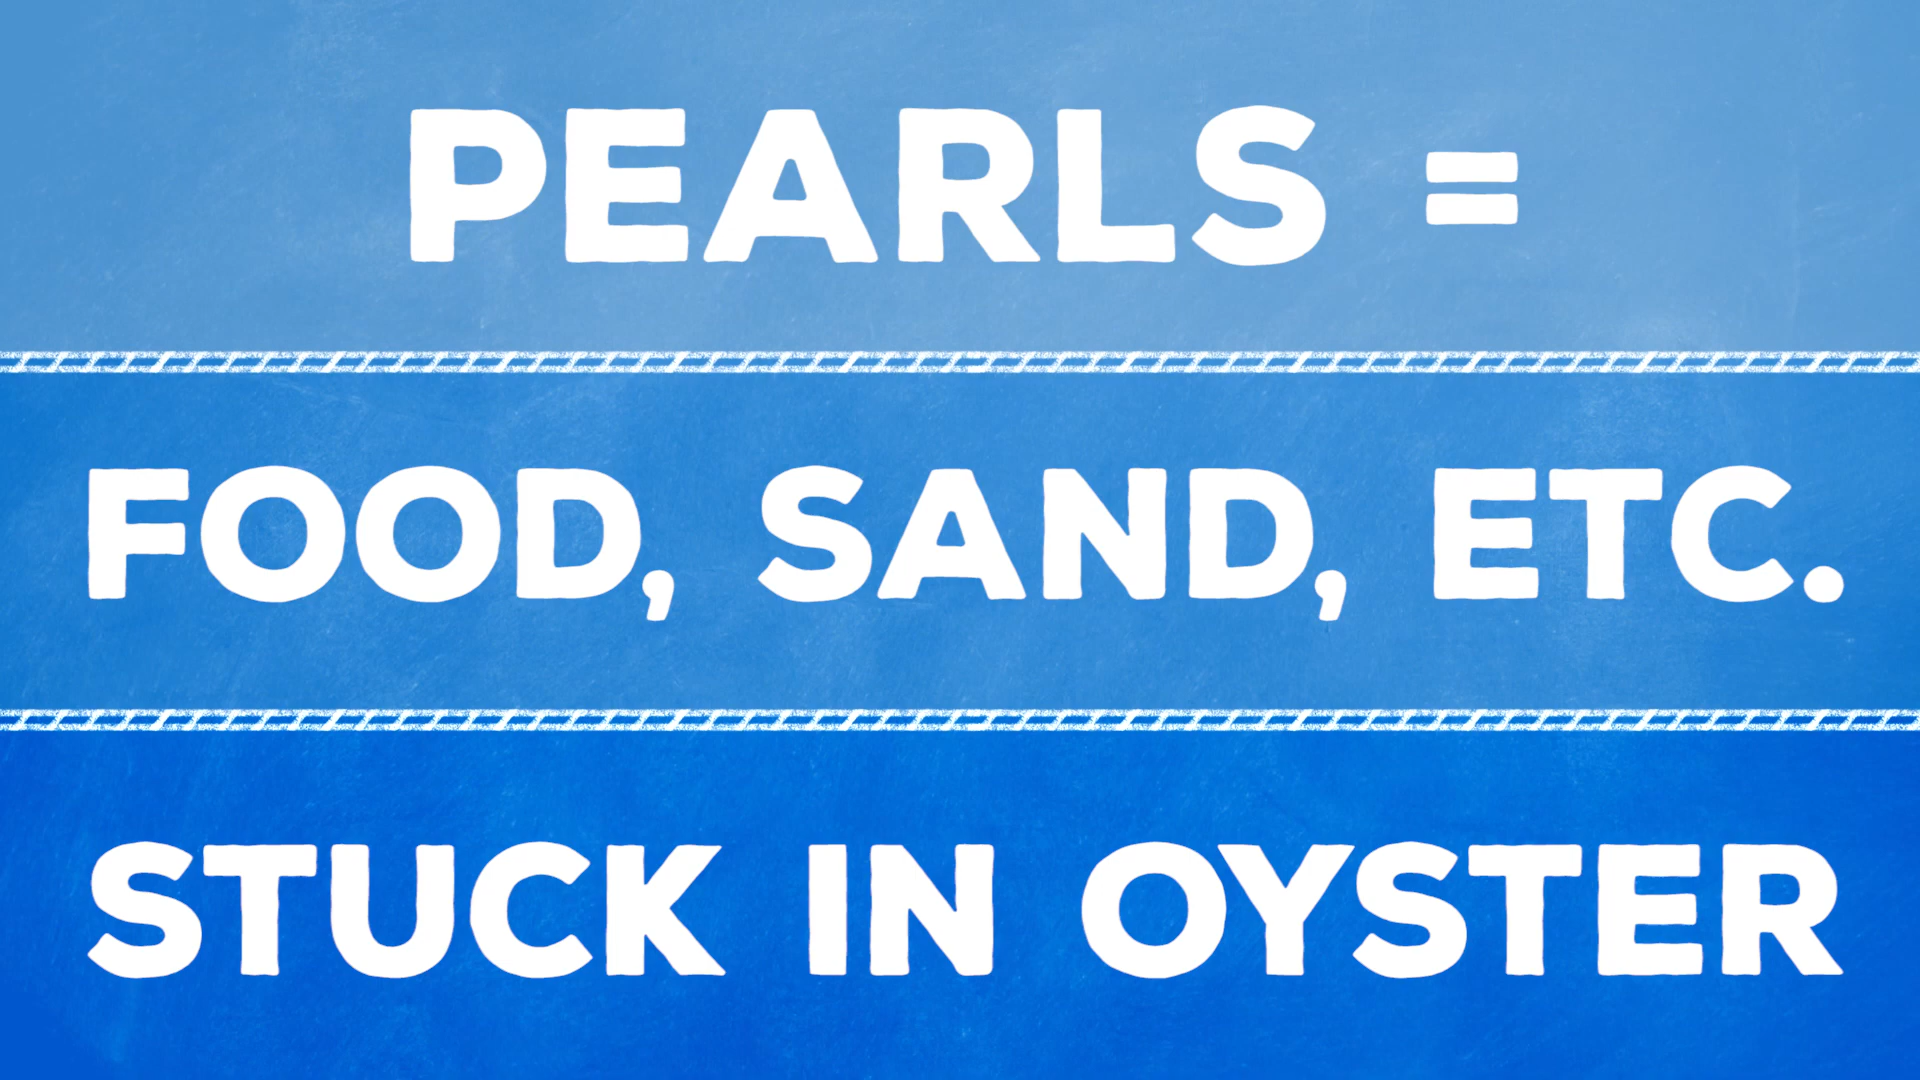 PEARLS =
FOOD, SAND, ETC.
STUCK IN OYSTER